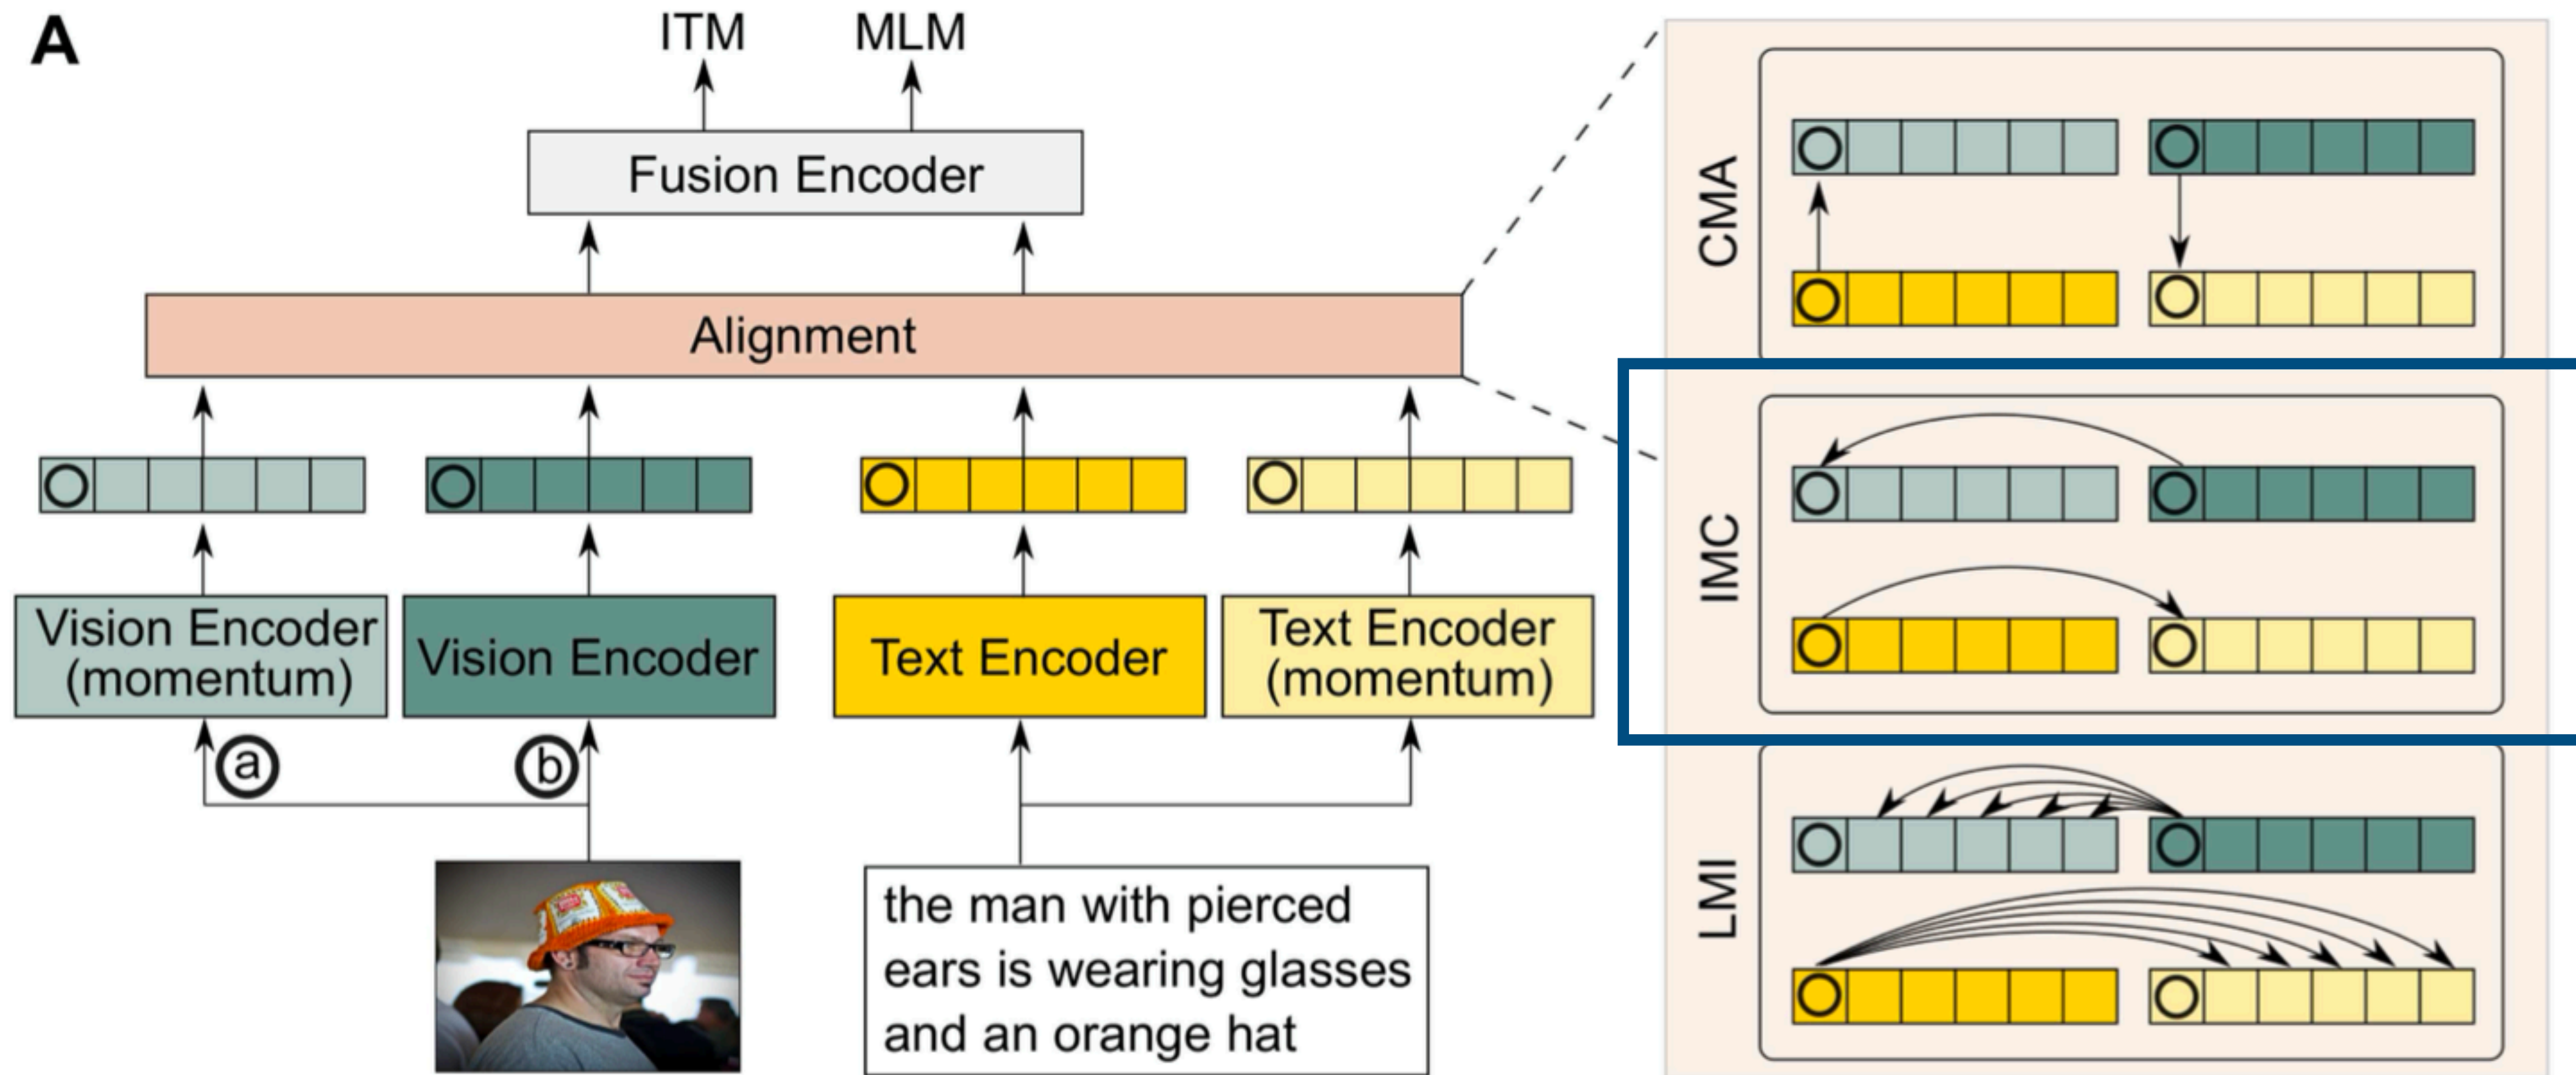 A
ITM
MLM
Fusion Encoder
Alignment
Vision Encoder
(momentum)
Vision Encoder
Text Encoder
Text Encoder
(momentum)
a
b
the man with pierced
ears is wearing glasses
and an orange hat
CMA
IMC
LMI